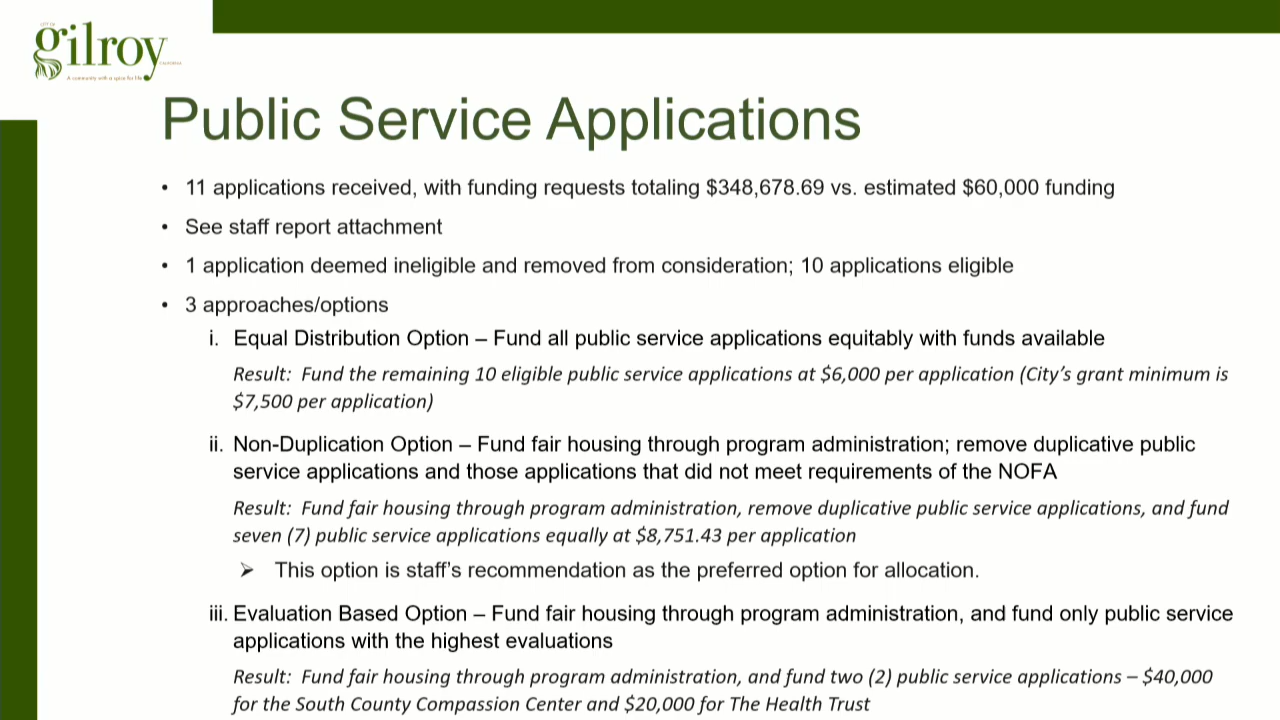 CITY OF
gilroy
CALIFORNIA
A community with a spice for life
Public Service Applications
• 11 applications received, with funding requests totaling $348,678.69 vs. estimated $60,000 funding
• See staff report attachment
• 1 application deemed ineligible and removed from consideration; 10 applications eligible
• 3 approaches/options
i. Equal Distribution Option – Fund all public service applications equitably with funds available
Result: Fund the remaining 10 eligible public service applications at $6,000 per application (City’s grant minimum is
$7,500 per application)
ii. Non-Duplication Option – Fund fair housing through program administration; remove duplicative public
service applications and those applications that did not meet requirements of the NOFA
Result: Fund fair housing through program administration, remove duplicative public service applications, and fund
seven (7) public service applications equally at $8,751.43 per application
➢ This option is staff’s recommendation as the preferred option for allocation.
iii. Evaluation Based Option – Fund fair housing through program administration, and fund only public service
applications with the highest evaluations
Result: Fund fair housing through program administration, and fund two (2) public service applications – $40,000
for the South County Compassion Center and $20,000 for The Health Trust